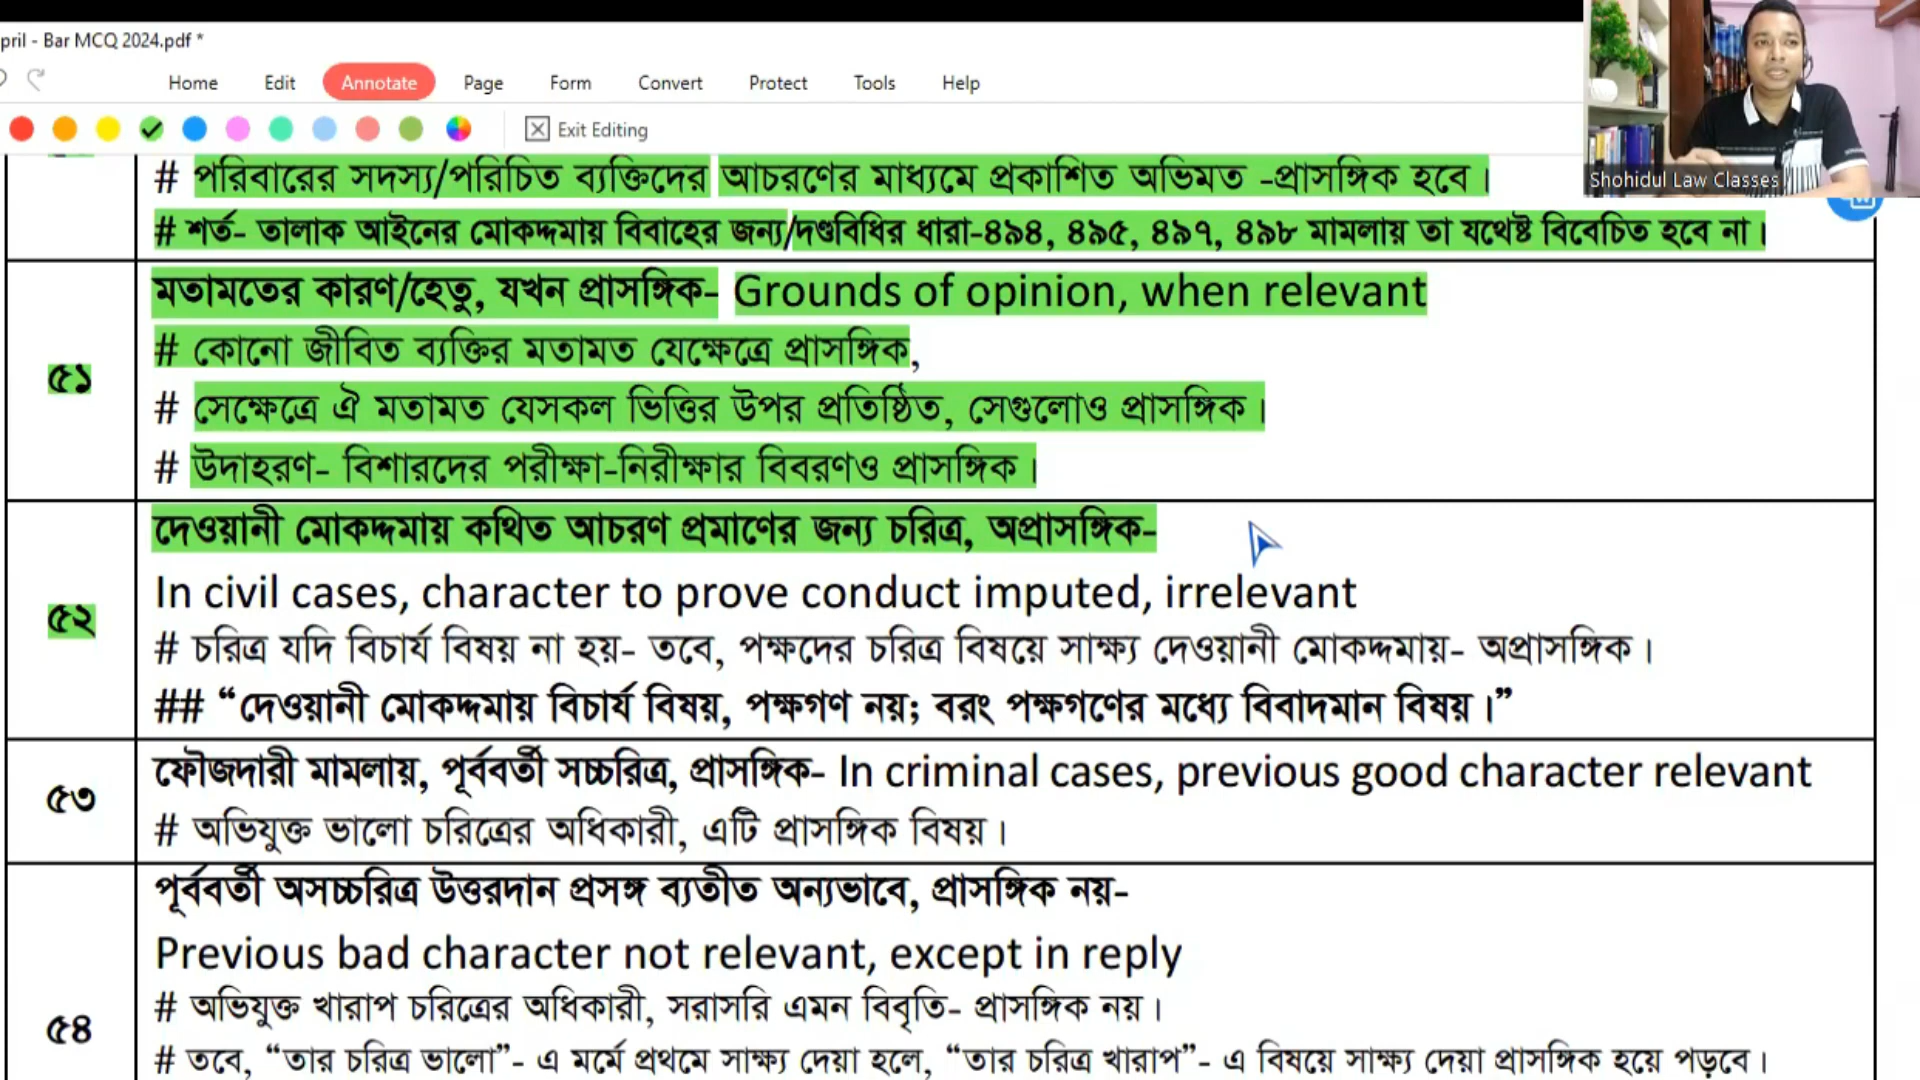 pril - Bar MCQ 2024.pdf *
Home Edit Annotate Page Form Convert Protect Tools Help
Exit Editing
Shohidul Law Classes
# পরিবারের সদস্য/পরিচিত ব্যক্তিদের আচরণের মাধ্যমে প্রকাশিত অভিমত -প্রাসঙ্গিক হবে।
# শর্ত- তালাক আইনের মোকদ্দমায় বিবাহের জন্য/দণ্ডবিধির ধারা-৪৯৪, ৪৯৫, ৪৯৭, ৪৯৮ মামলায় তা যথেষ্ট বিবেচিত হবে না।
মতামতের কারণ/হেতু, যখন প্রাসঙ্গিক- Grounds of opinion, when relevant
# কোনো জীবিত ব্যক্তির মতামত যেক্ষেত্রে প্রাসঙ্গিক,
৫১
# সেক্ষেত্রে ঐ মতামত যেসকল ভিত্তির উপর প্রতিষ্ঠিত, সেগুলোও প্রাসঙ্গিক।
# উদাহরণ- বিশারদের পরীক্ষা-নিরীক্ষার বিবরণও প্রাসঙ্গিক।
দেওয়ানী মোকদ্দমায় কথিত আচরণ প্রমাণের জন্য চরিত্র, অপ্রাসঙ্গিক-
In civil cases, character to prove conduct imputed, irrelevant
৫২
# চরিত্র যদি বিচার্য বিষয় না হয়- তবে, পক্ষদের চরিত্র বিষয়ে সাক্ষ্য দেওয়ানী মোকদ্দমায়- অপ্রাসঙ্গিক।
## “দেওয়ানী মোকদ্দমায় বিচার্য বিষয়, পক্ষগণ নয়; বরং পক্ষগণের মধ্যে বিবাদমান বিষয়।”
ফৌজদারী মামলায়, পূর্ববর্তী সচ্চরিত্র, প্রাসঙ্গিক- In criminal cases, previous good character relevant
৫৩
# অভিযুক্ত ভালো চরিত্রের অধিকারী, এটি প্রাসঙ্গিক বিষয়।
পূর্ববর্তী অসচ্চরিত্র উত্তরদান প্রসঙ্গ ব্যতীত অন্যভাবে, প্রাসঙ্গিক নয়-
Previous bad character not relevant, except in reply
# অভিযুক্ত খারাপ চরিত্রের অধিকারী, সরাসরি এমন বিবৃতি- প্রাসঙ্গিক নয়।
৫৪
# তবে, “তার চরিত্র ভালো”- এ মর্মে প্রথমে সাক্ষ্য দেয়া হলে, “তার চরিত্র খারাপ”- এ বিষয়ে সাক্ষ্য দেয়া প্রাসঙ্গিক হয়ে পড়বে।